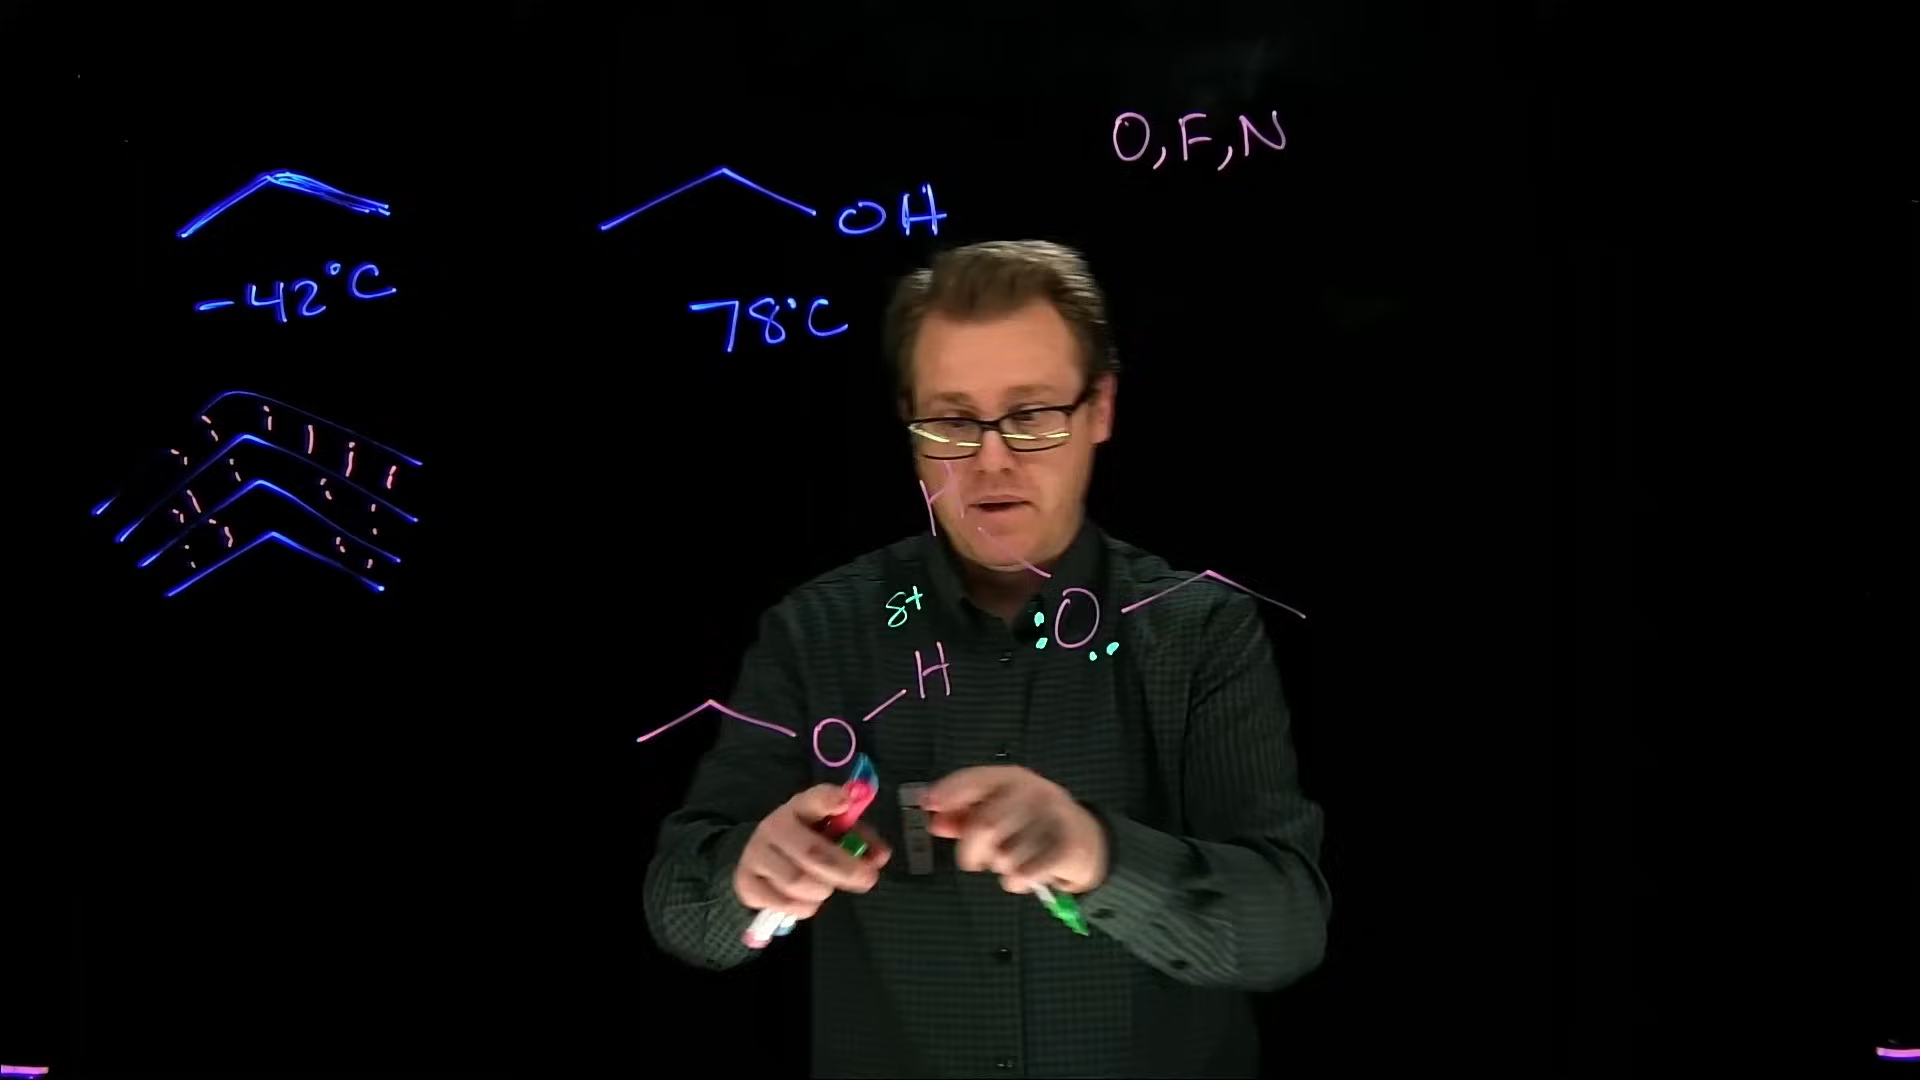 O, F, N
OH
-42°C
78°C
H
δ+
:O:
H
O